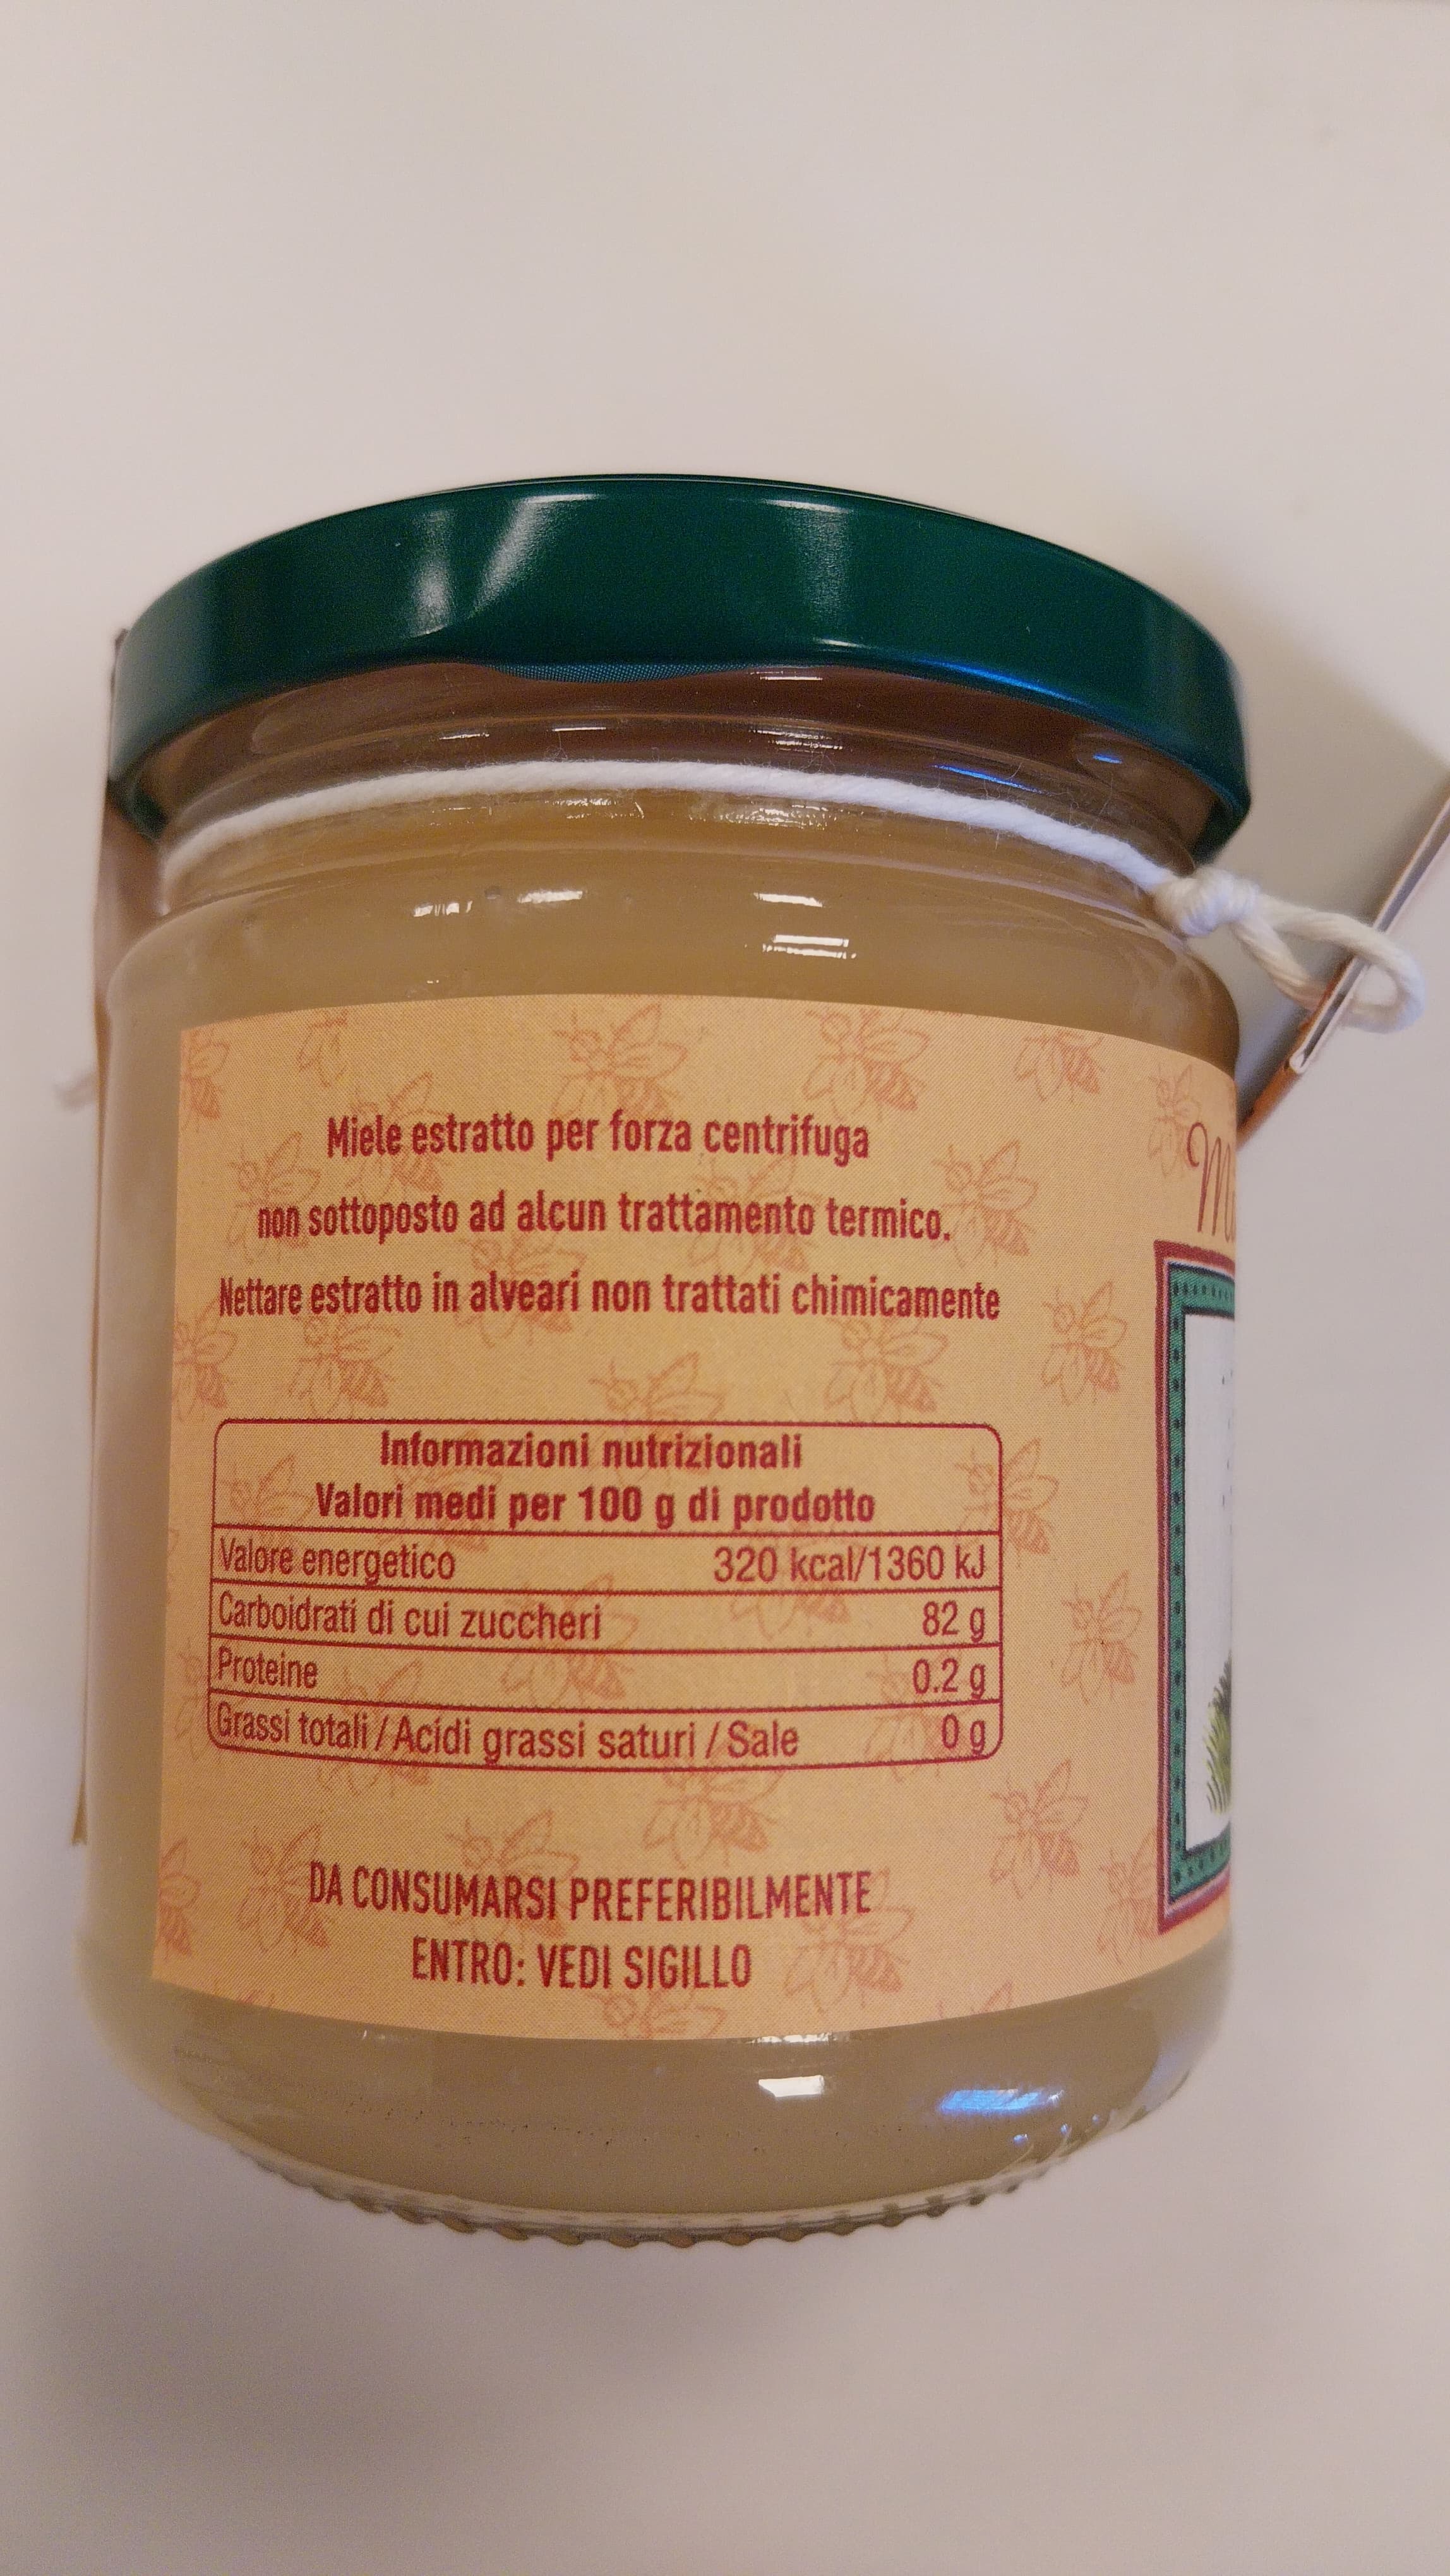 Miele estratto per forza centrifuga
non sottoposto ad alcun trattamento termico.
Nettare estratto in alveari non trattati chimicamente
Informazioni nutrizionali
Valori medi per 100 g di prodotto
Valore energetico 320 kcal/1360 kJ
Carboidrati di cui zuccheri 82 g
Proteine 0.2 g
Grassi totali / Acidi grassi saturi / Sale 0 g
DA CONSUMARSI PREFERIBILMENTE
ENTRO: VEDI SIGILLO